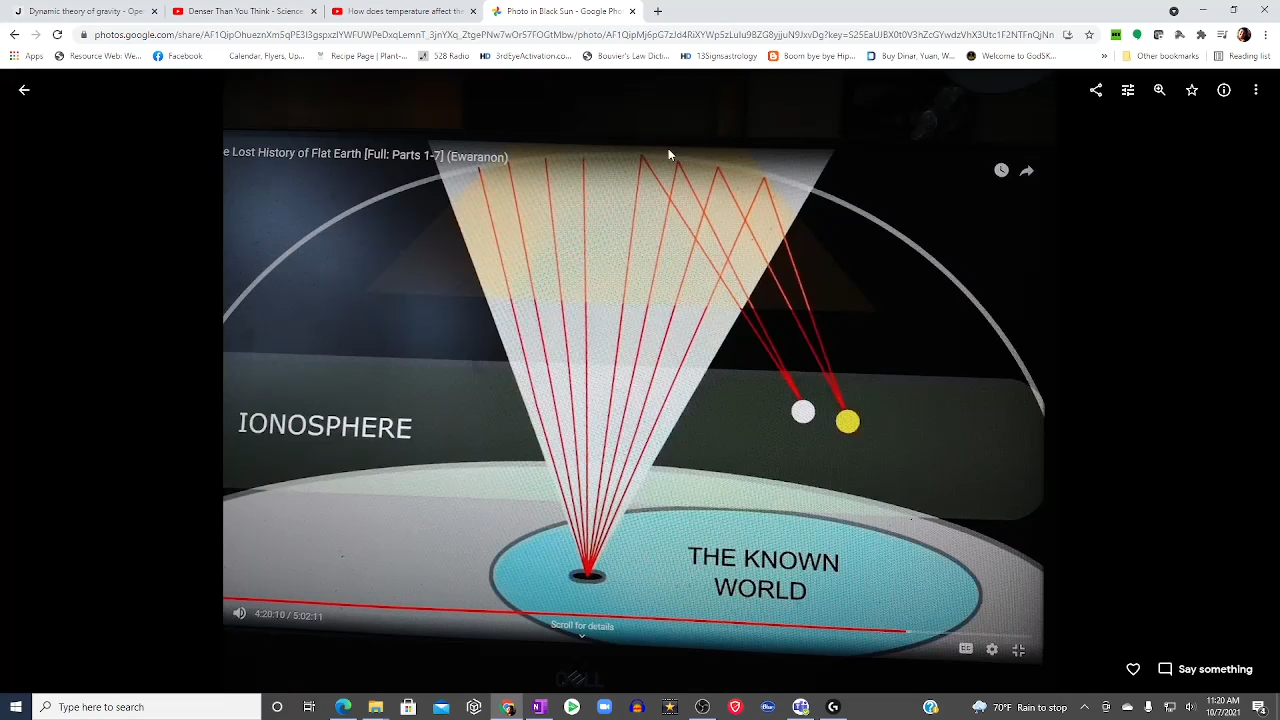 Dynamic theory of gravity - Ope
Denser Than You Think - Science
How does temperature affect the
Photo in Black Sun - Google Pho
Apps
Resource Web: We...
Facebook
Calendar, Flyers, Up...
Recipe Page | Plant-...
528 Radio
HD 3rdEyeActivation.co...
Bouvier's Law Dicti...
HD 13Signsastrology
Boom bye bye Hip...
Buy Dinar, Yuan, W...
Welcome to GodSK...
»
Other bookmarks
Reading list
e Lost History of Flat Earth [Full: Parts 1-7] (Ewaranon)
IONOSPHERE
THE KNOWN
WORLD
4:20:10 / 5:02:11
Scroll for details
Say something
Type here to search
70°F Rain to stop
11:20 AM
10/7/2021